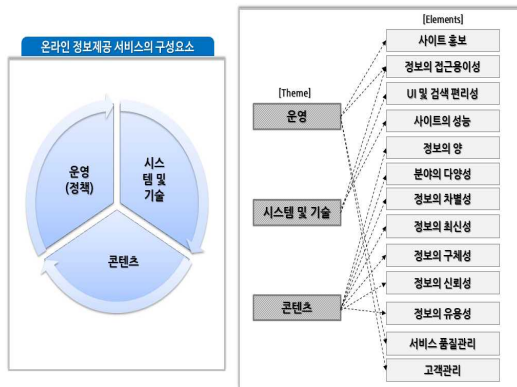 온라인 정보제공 서비스의 구성요소
운영
(정책)
시스
템 및
기술
콘텐츠
[Theme]
운영
시스템 및 기술
콘텐츠
[Elements]
사이트 홍보
정보의 접근용이성
UI 및 검색 편리성
사이트의 성능
정보의 양
분야의 다양성
정보의 차별성
정보의 최신성
정보의 구체성
정보의 신뢰성
정보의 유용성
서비스 품질관리
고객관리